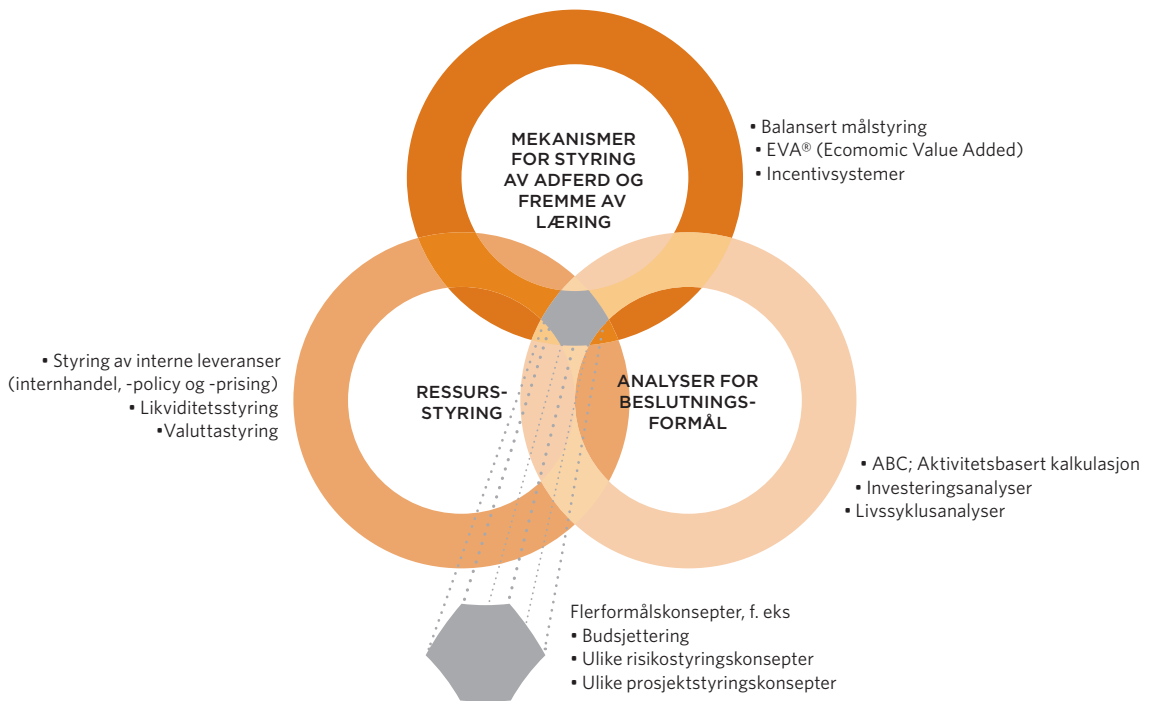 MEKANISMER
FOR STYRING
AV ADFERD OG
FREMME AV
LÆRING
• Balansert målstyring
• EVA® (Ecomomic Value Added)
• Incentivsystemer
• Styring av interne leveranser
(internhandel, -policy og -prising)
• Likviditetsstyring
•Valuttastyring
RESSURS-
STYRING
ANALYSER FOR
BESLUTNINGS-
FORMÅL
• ABC; Aktivitetsbasert kalkulasjon
• Investeringsanalyser
• Livssyklusanalyser
Flerformålskonsepter, f. eks
• Budsjettering
• Ulike risikostyringskonsepter
• Ulike prosjektstyringskonsepter